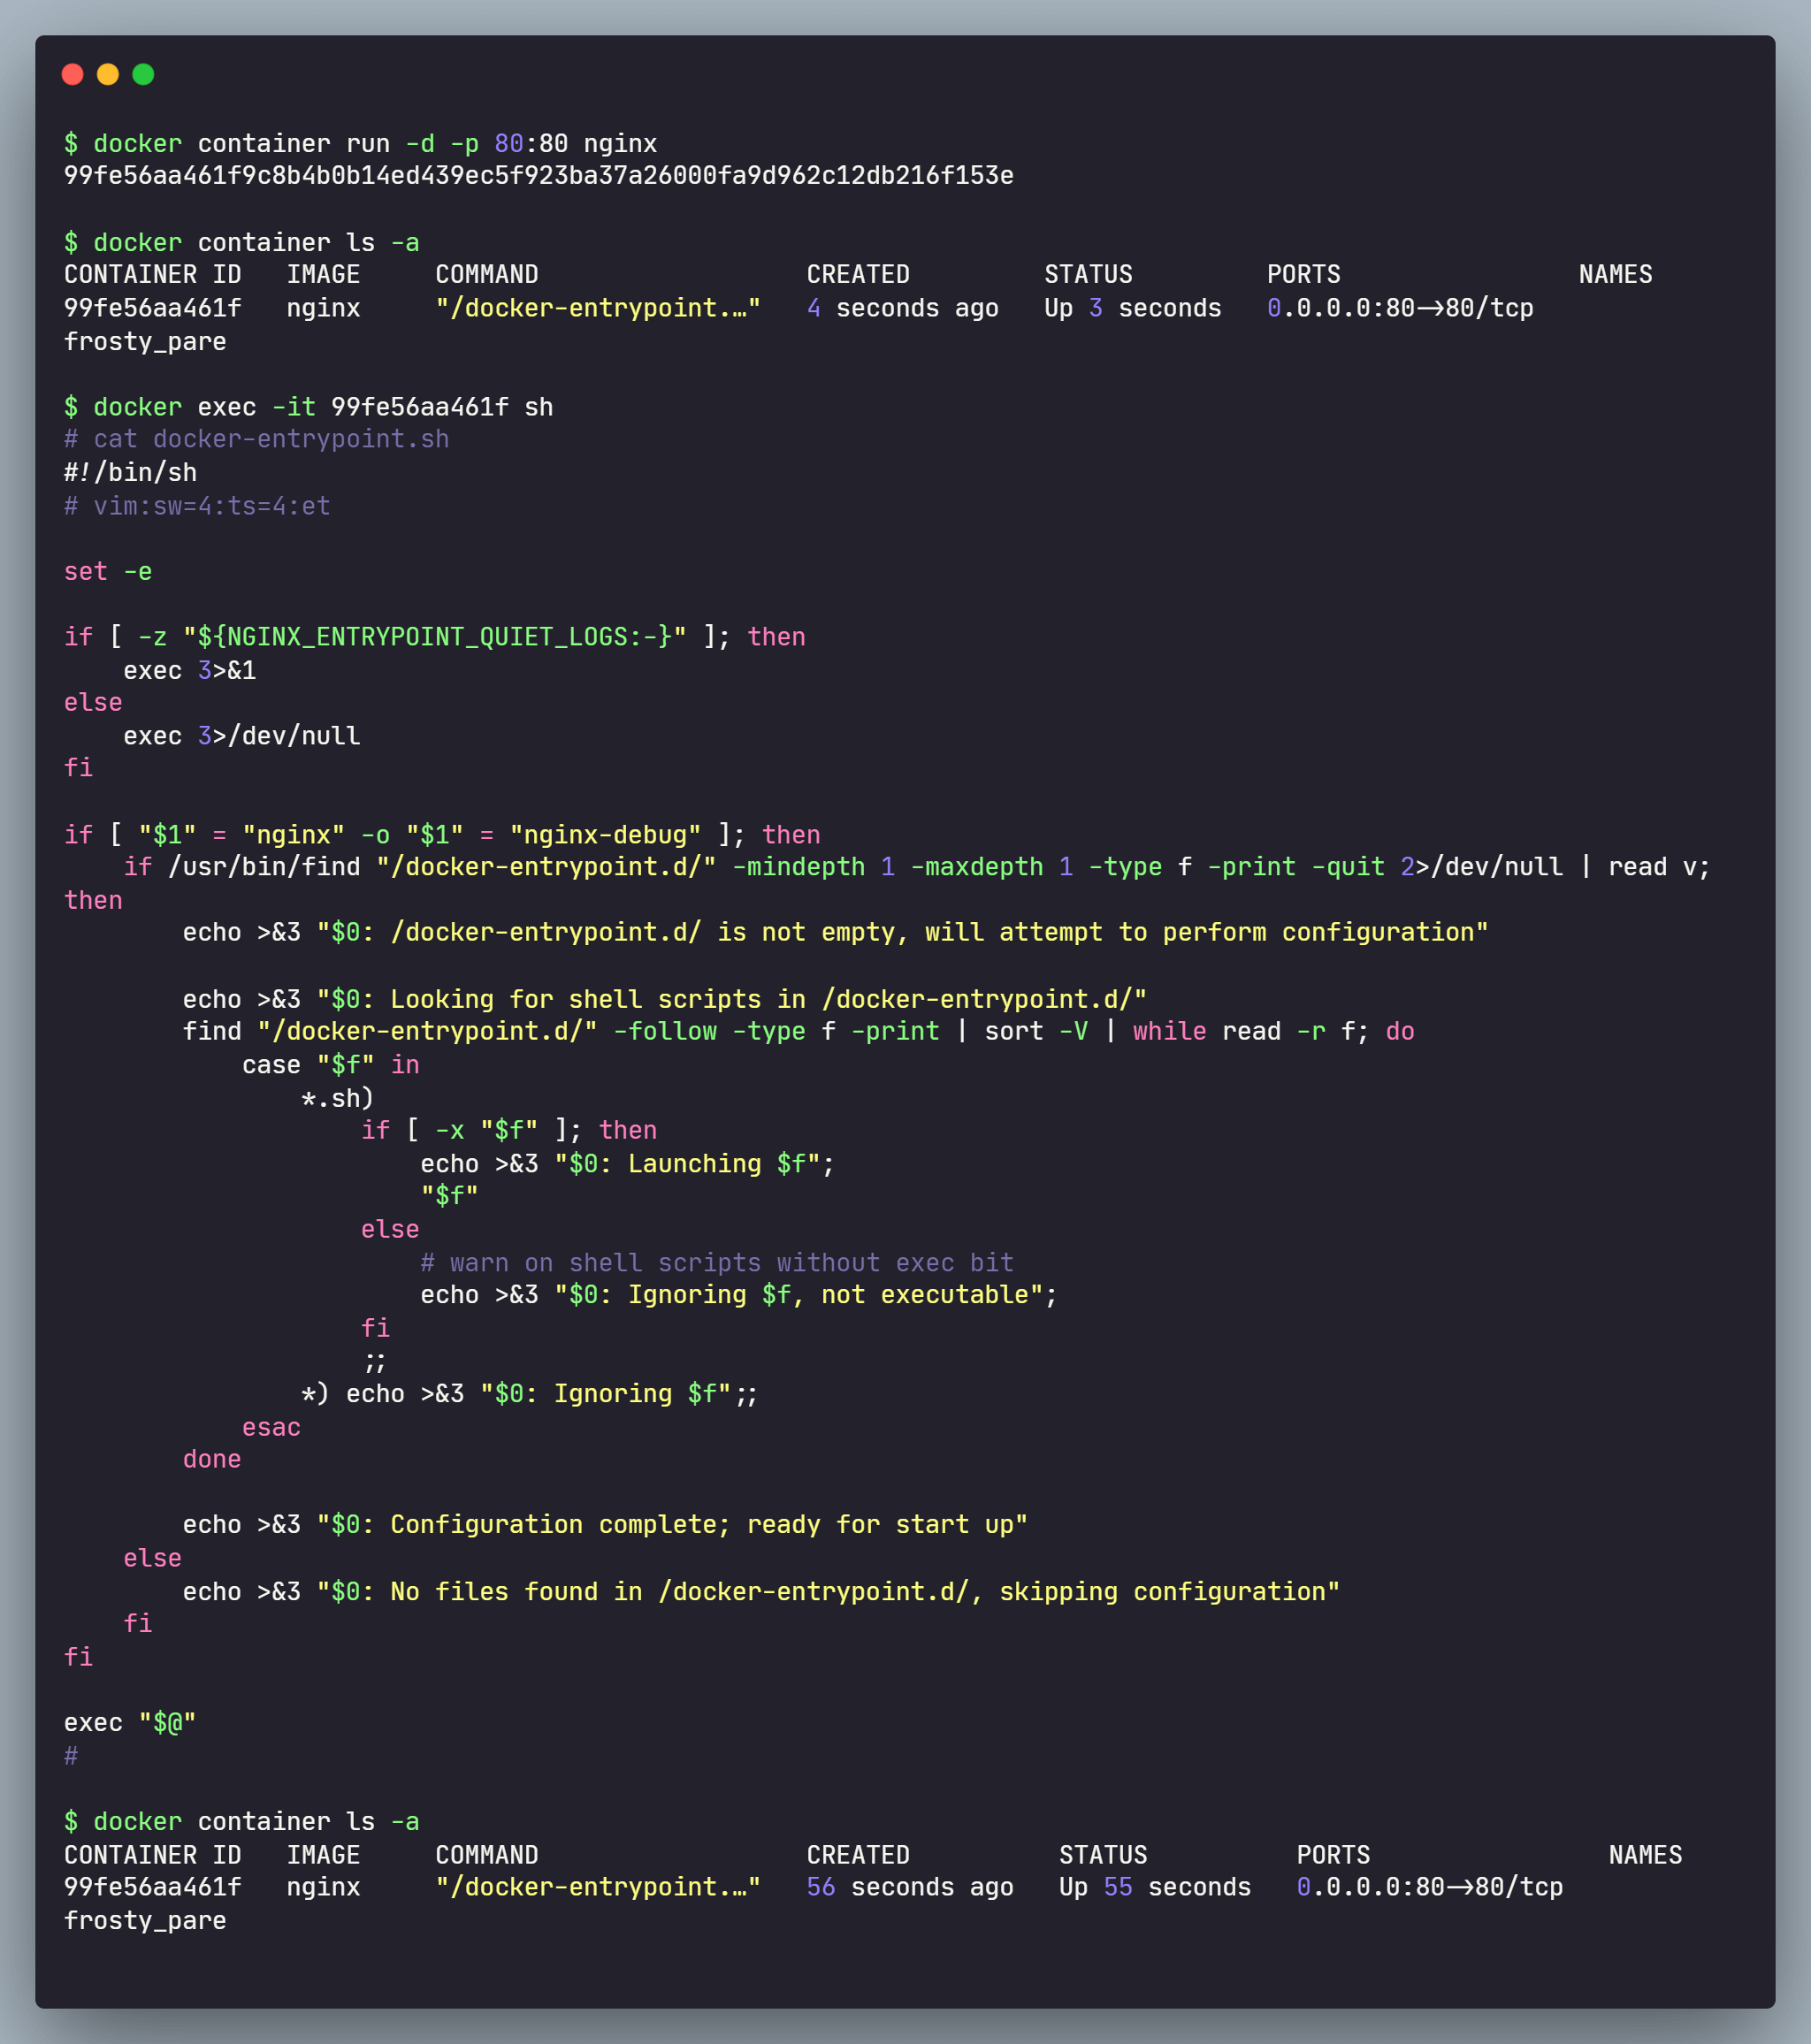 $ docker container run -d -p 80:80 nginx
99fe56aa461f9c8b4b0b14ed439ec5f923ba37a26000fa9d962c12db216f153e

$ docker container ls -a
CONTAINER ID   IMAGE     COMMAND                  CREATED         STATUS         PORTS                NAMES
99fe56aa461f   nginx     "/docker-entrypoint.…"   4 seconds ago   Up 3 seconds   0.0.0.0:80->80/tcp
frosty_pare

$ docker exec -it 99fe56aa461f sh
# cat docker-entrypoint.sh
#!/bin/sh
# vim:sw=4:ts=4:et

set -e

if [ -z "${NGINX_ENTRYPOINT_QUIET_LOGS:-}" ]; then
    exec 3>&1
else
    exec 3>/dev/null
fi

if [ "$1" = "nginx" -o "$1" = "nginx-debug" ]; then
    if /usr/bin/find "/docker-entrypoint.d/" -mindepth 1 -maxdepth 1 -type f -print -quit 2>/dev/null | read v;
then
        echo >&3 "$0: /docker-entrypoint.d/ is not empty, will attempt to perform configuration"

        echo >&3 "$0: Looking for shell scripts in /docker-entrypoint.d/"
        find "/docker-entrypoint.d/" -follow -type f -print | sort -V | while read -r f; do
            case "$f" in
                *.sh)
                    if [ -x "$f" ]; then
                        echo >&3 "$0: Launching $f";
                        "$f"
                    else
                        # warn on shell scripts without exec bit
                        echo >&3 "$0: Ignoring $f, not executable";
                    fi
                    ;;
                *) echo >&3 "$0: Ignoring $f";;
            esac
        done

        echo >&3 "$0: Configuration complete; ready for start up"
    else
        echo >&3 "$0: No files found in /docker-entrypoint.d/, skipping configuration"
    fi
fi

exec "$@"
#

$ docker container ls -a
CONTAINER ID   IMAGE     COMMAND                  CREATED          STATUS          PORTS                NAMES
99fe56aa461f   nginx     "/docker-entrypoint.…"   56 seconds ago   Up 55 seconds   0.0.0.0:80->80/tcp
frosty_pare